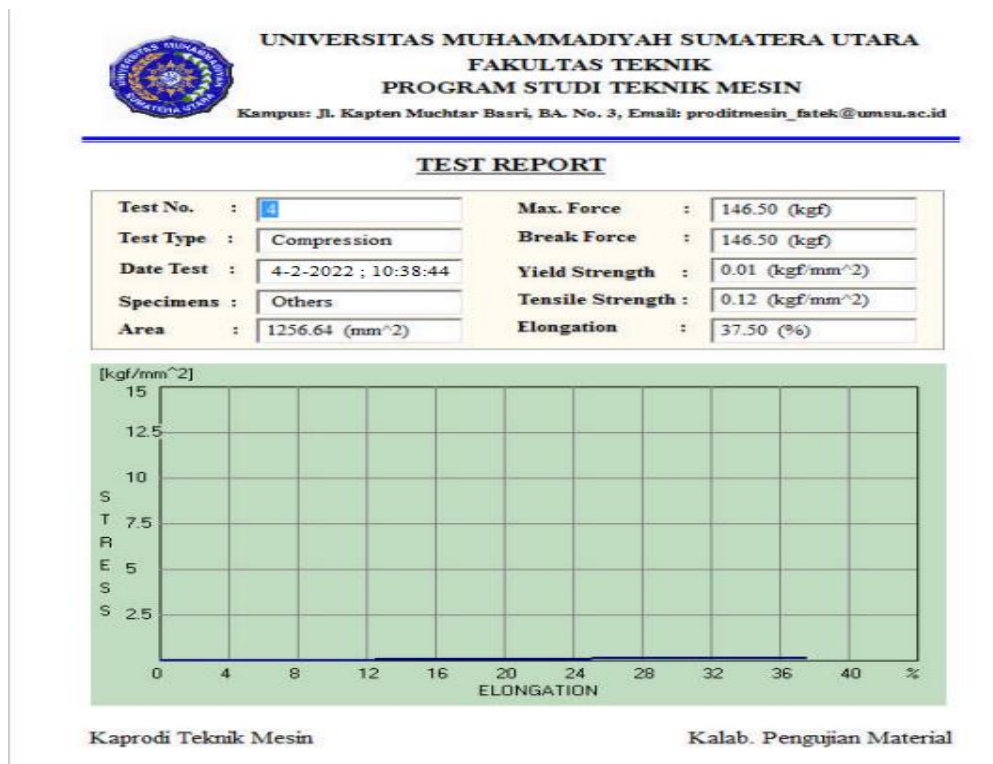 UNIVERSITAS MUHAMMADIYAH SUMATERA UTARA
FAKULTAS TEKNIK
PROGRAM STUDI TEKNIK MESIN
Kampus: Jl. Kapten Muchtar Basri, BA. No. 3, Email: proditmesin_fatek@umsu.ac.id
TEST REPORT
Test No. : 4
Test Type : Compression
Date Test : 4-2-2022 ; 10:38:44
Specimens : Others
Area : 1256.64 (mm^2)
Max. Force : 146.50 (kgf)
Break Force : 146.50 (kgf)
Yield Strength : 0.01 (kgf/mm^2)
Tensile Strength : 0.12 (kgf/mm^2)
Elongation : 37.50 (%)
[kgf/mm^2]
15
12.5
10
7.5
5
2.5
STRESS
0 4 8 12 16 20 24 28 32 36 40 %
ELONGATION
Kaprodi Teknik Mesin
Kalab. Pengujian Material